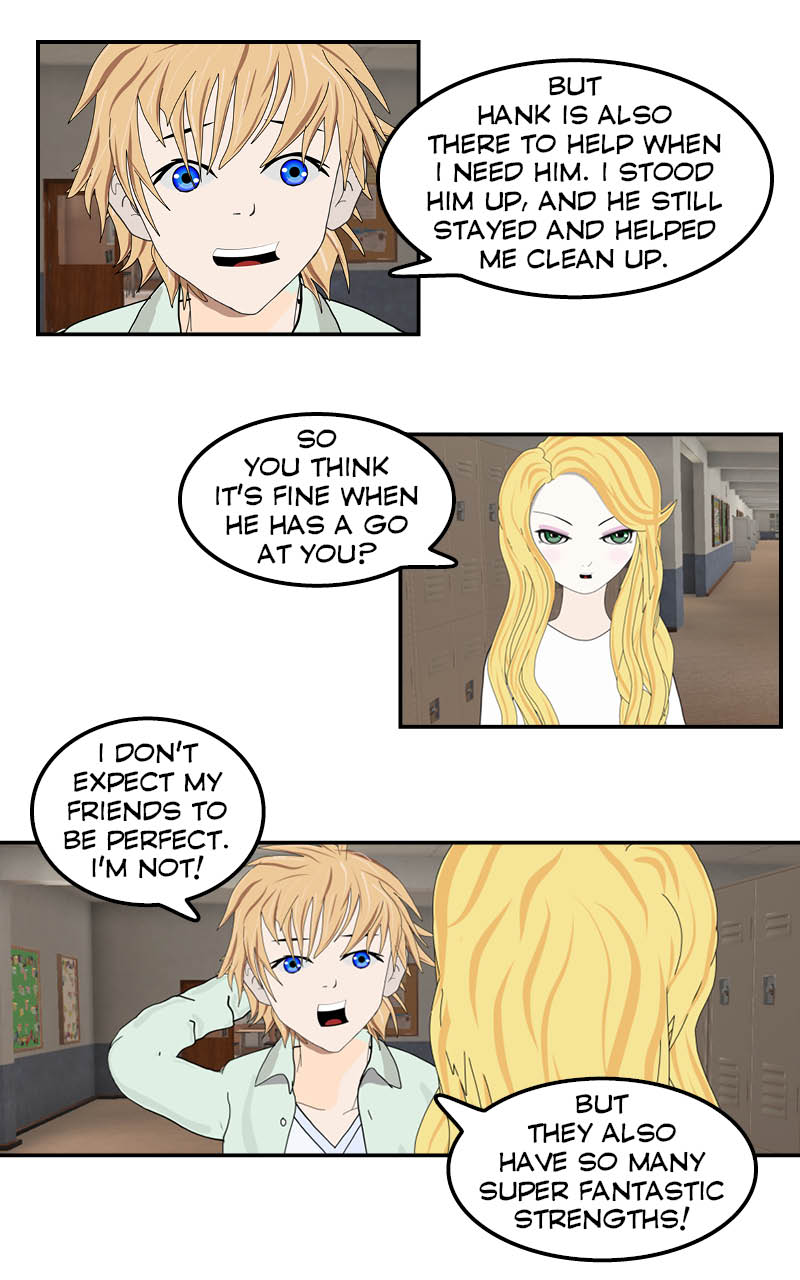 BUT
HANK IS ALSO
THERE TO HELP WHEN
I NEED HIM. I STOOD
HIM UP, AND HE STILL
STAYED AND HELPED
ME CLEAN UP.
SO
YOU THINK
IT'S FINE WHEN
HE HAS A GO
AT YOU?
I DON'T
EXPECT MY
FRIENDS TO
BE PERFECT.
I'M NOT!
BUT
THEY ALSO
HAVE SO MANY
SUPER FANTASTIC
STRENGTHS!